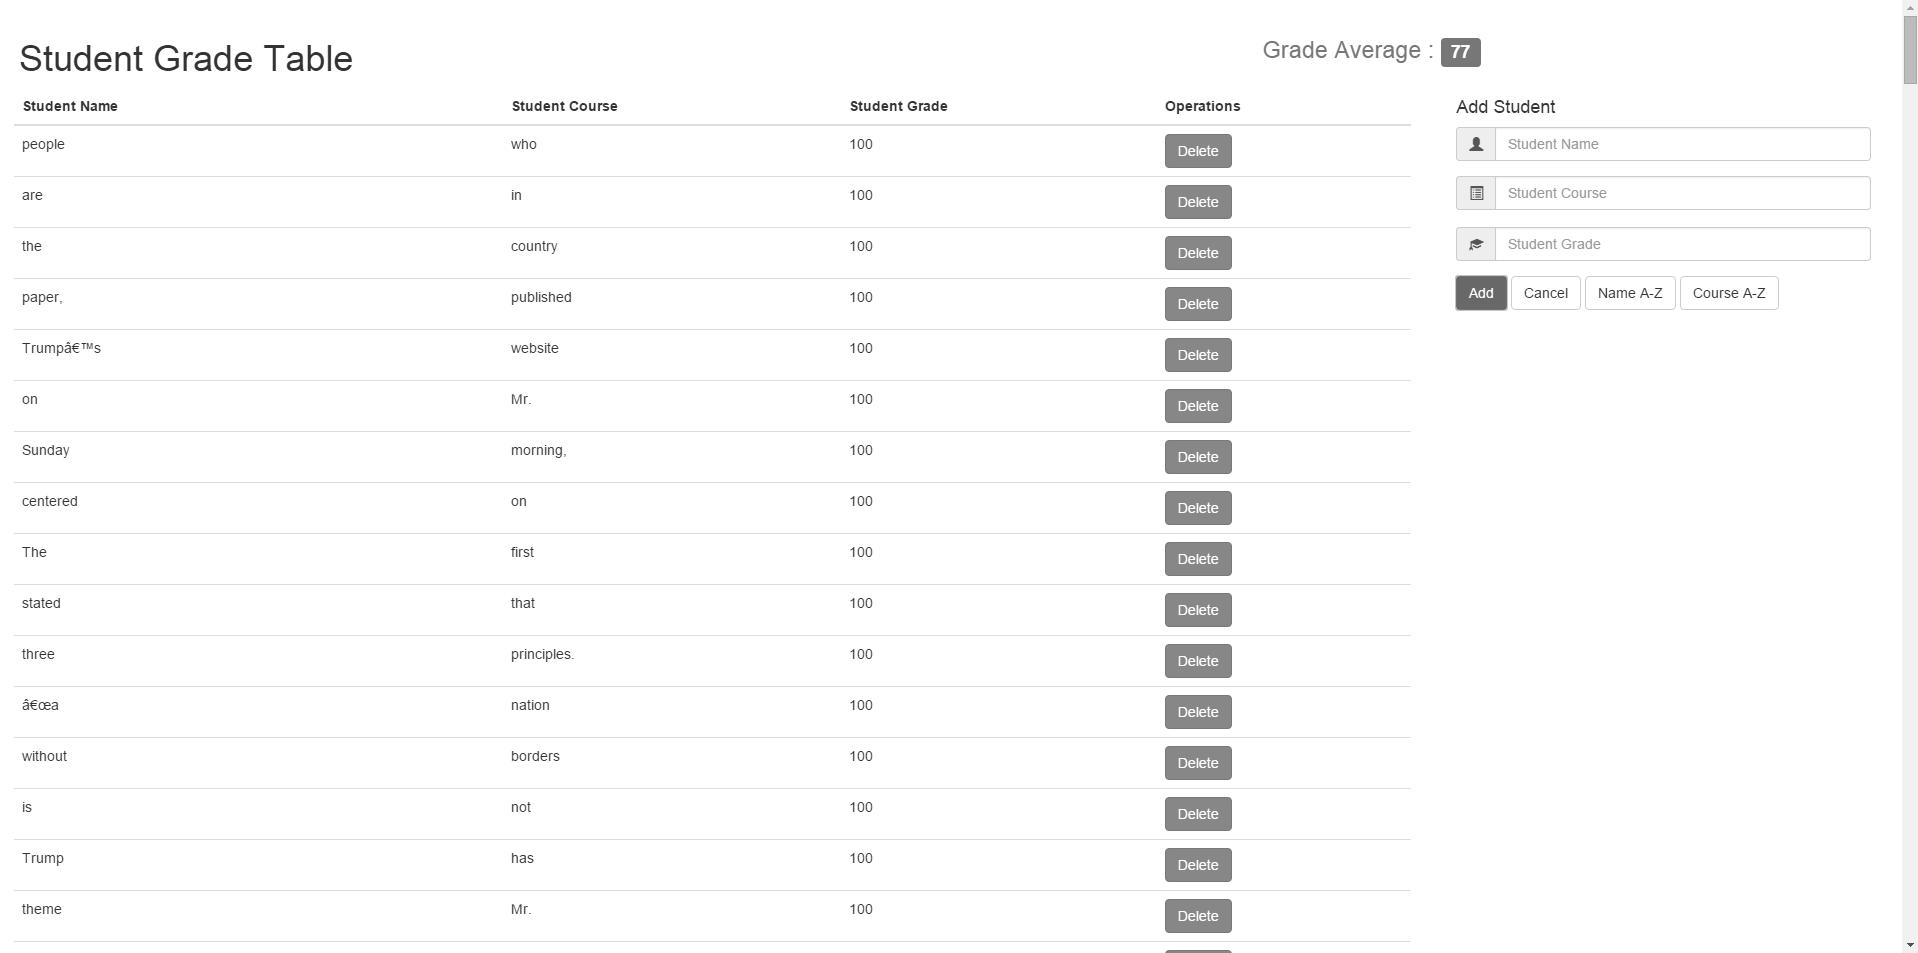 Student Grade Table
Grade Average : 77
Student Name Student Course Student Grade Operations
people who 100 Delete
are in 100 Delete
the country 100 Delete
paper, published 100 Delete
Trumpâ€™s website 100 Delete
on Mr. 100 Delete
Sunday morning, 100 Delete
centered on 100 Delete
The first 100 Delete
stated that 100 Delete
three principles. 100 Delete
â€œa nation 100 Delete
without borders 100 Delete
is not 100 Delete
Trump has 100 Delete
theme Mr. 100 Delete
Add Student
Student Name
Student Course
Student Grade
Add Cancel Name A-Z Course A-Z